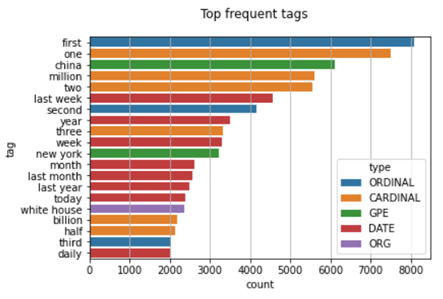 Top frequent tags
tag
first
one
china
million
two
last week
second
year
three
week
new york
month
last month
last year
today
white house
billion
half
third
daily
type
ORDINAL
CARDINAL
GPE
DATE
ORG
0 1000 2000 3000 4000 5000 6000 7000 8000
count